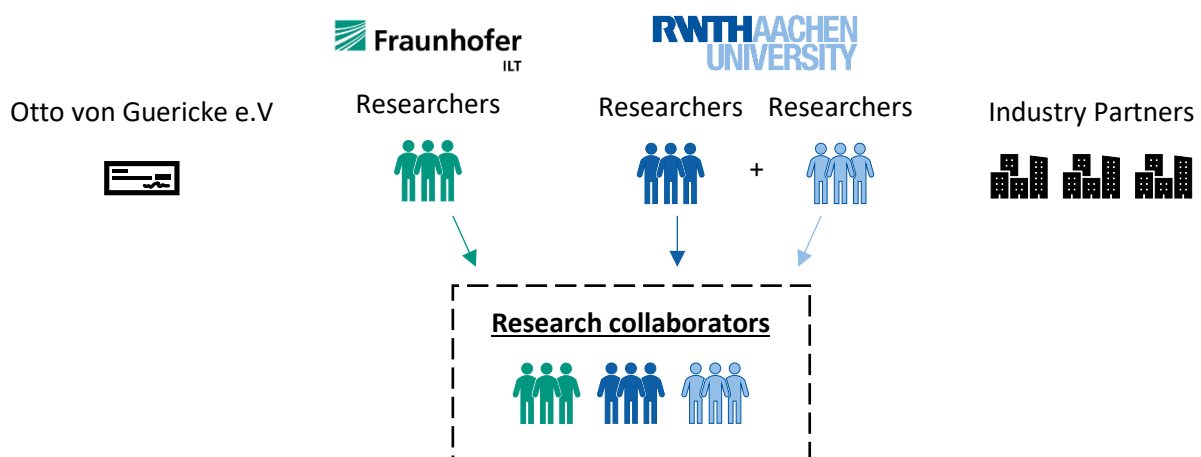 Fraunhofer
ILT
RWTH AACHEN
UNIVERSITY
Otto von Guericke e.V
Researchers
Researchers
Researchers
Industry Partners
+
Research collaborators